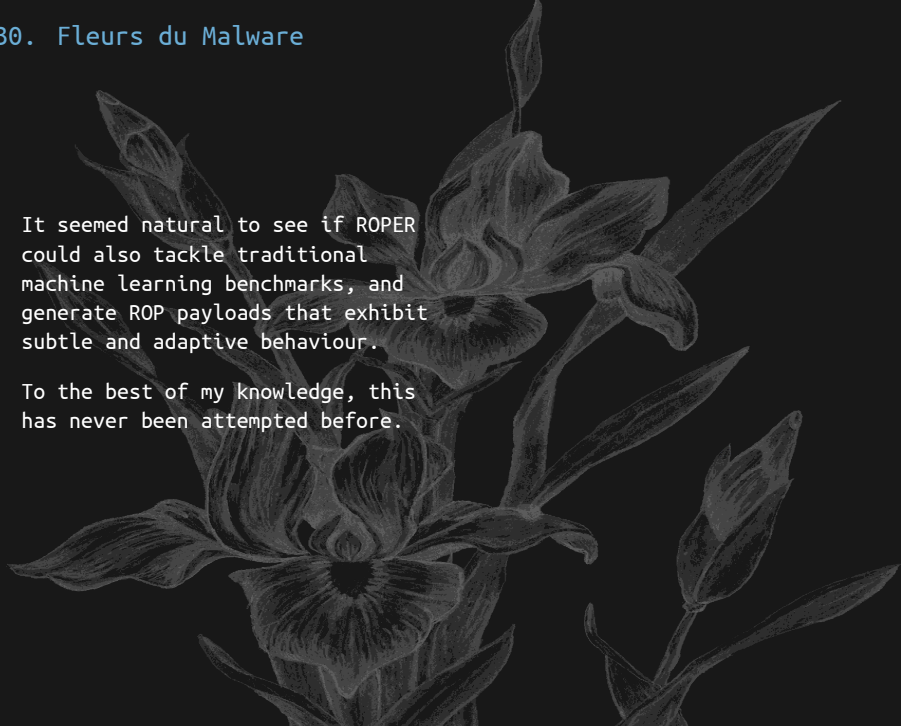 30. Fleurs du Malware
It seemed natural to see if ROPER
could also tackle traditional
machine learning benchmarks, and
generate ROP payloads that exhibit
subtle and adaptive behaviour.
To the best of my knowledge, this
has never been attempted before.